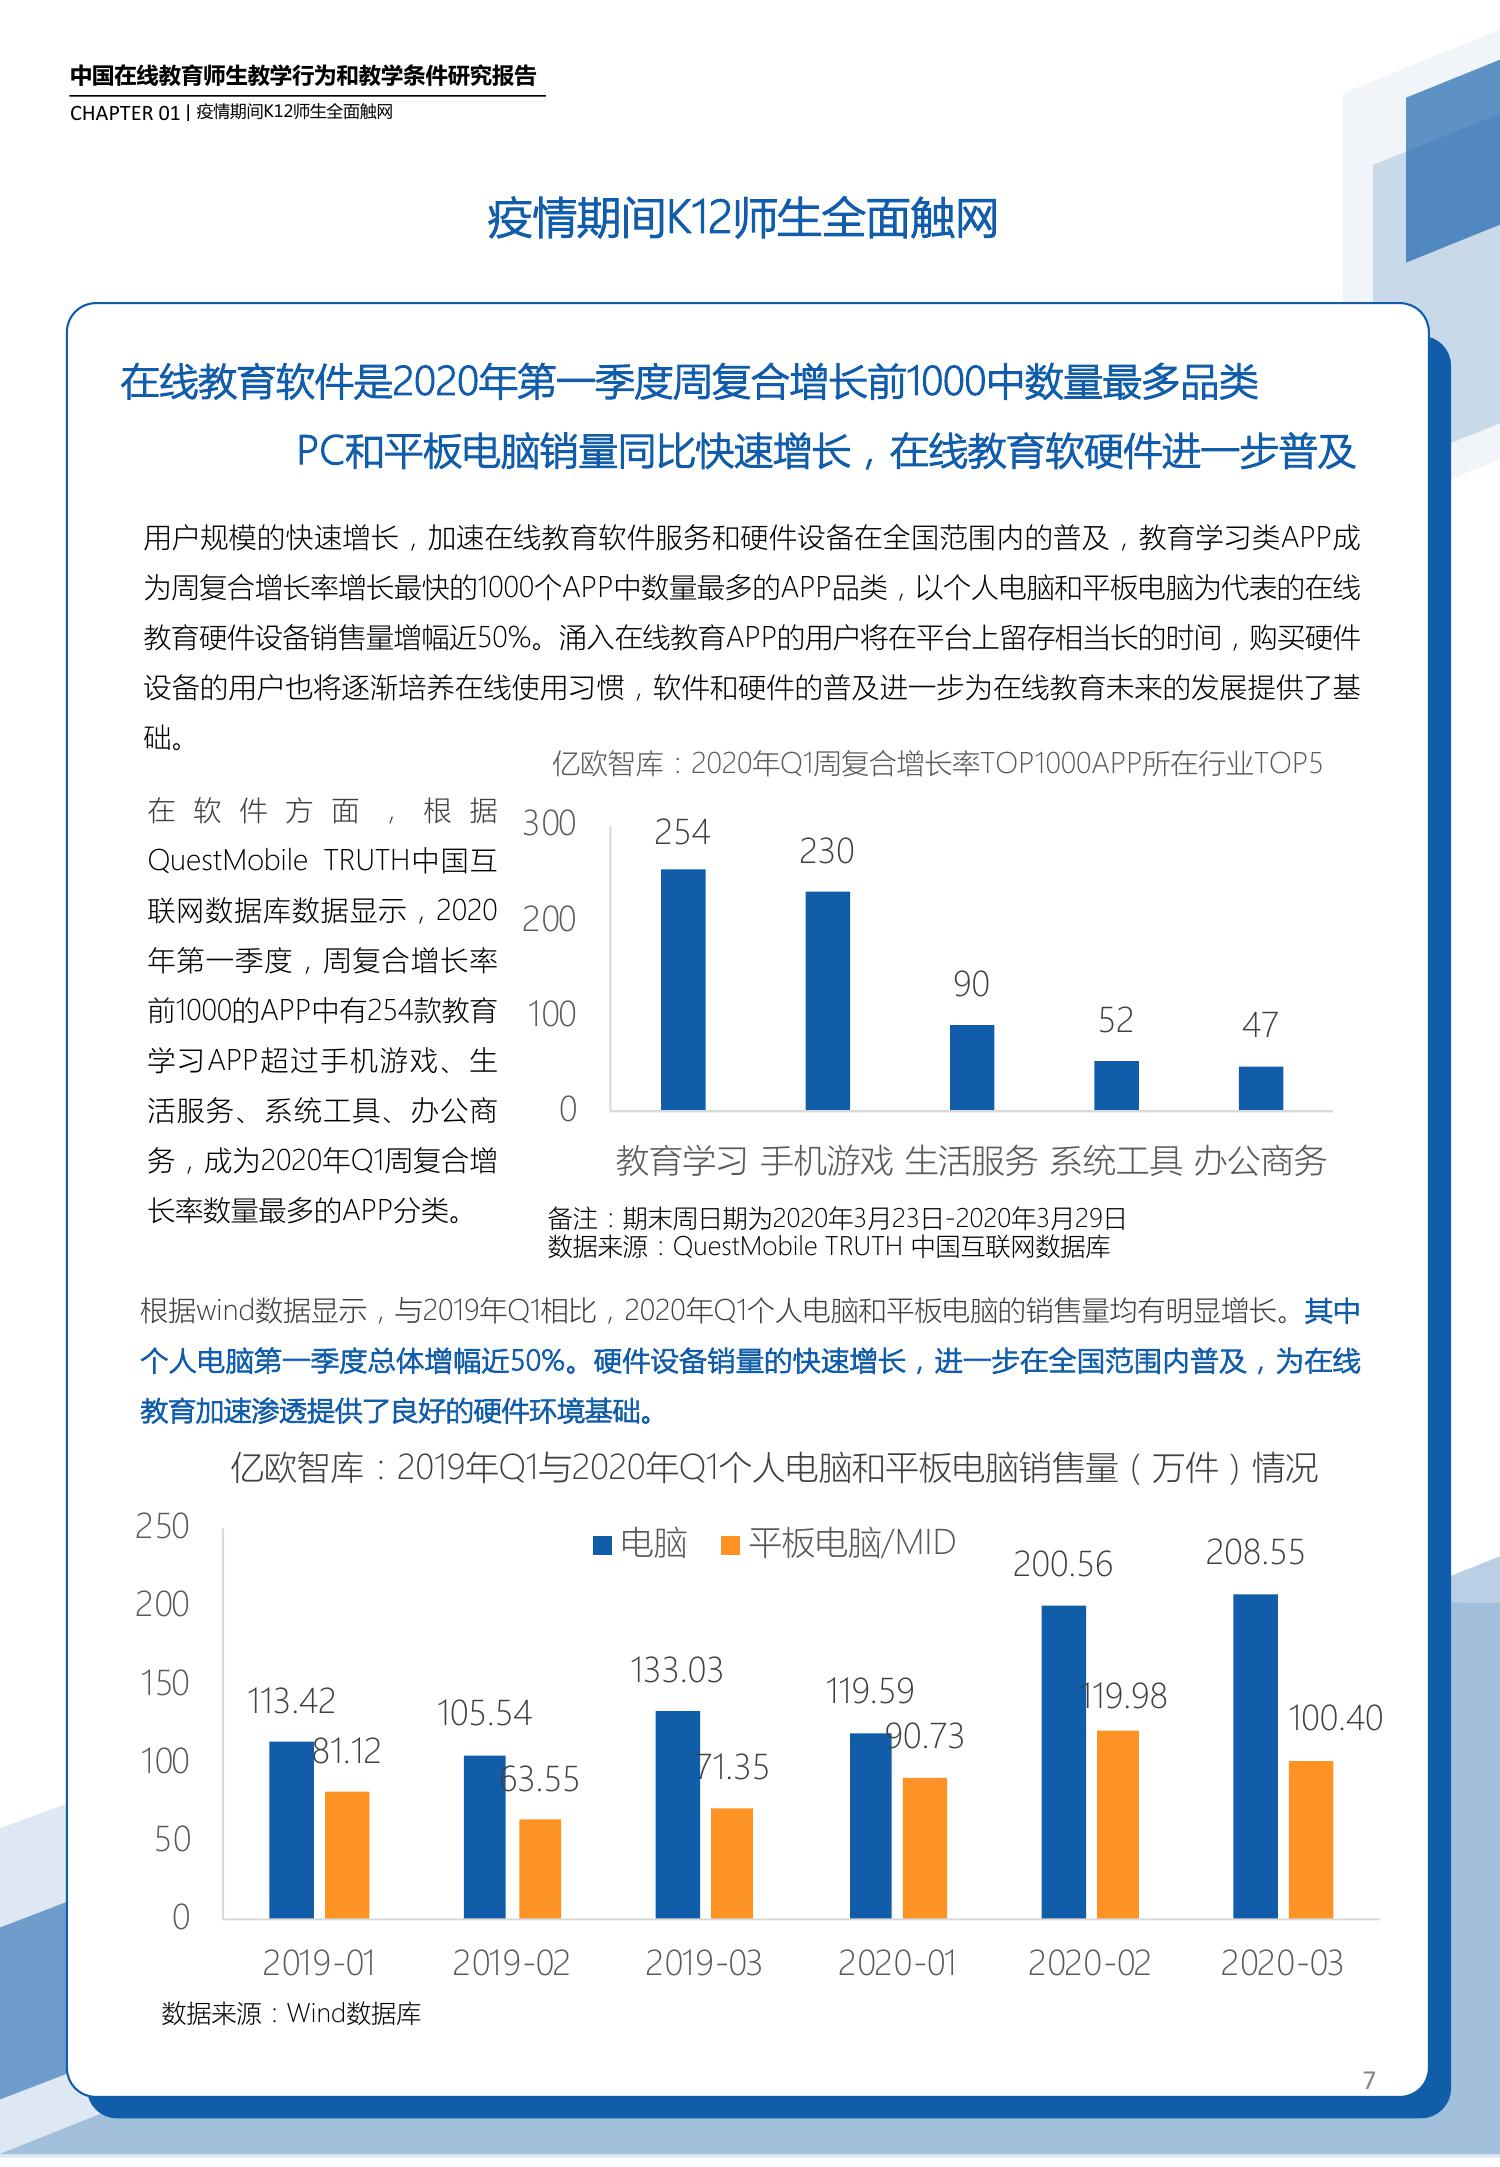 中国在线教育师生教学行为和教学条件研究报告
CHAPTER 01 | 疫情期间K12师生全面触网
疫情期间K12师生全面触网
在线教育软件是2020年第一季度周复合增长前1000中数量最多品类
PC和平板电脑销量同比快速增长，在线教育软硬件进一步普及
用户规模的快速增长，加速在线教育软件服务和硬件设备在全国范围内的普及，教育学习类APP成
为周复合增长率增长最快的1000个APP中数量最多的APP品类，以个人电脑和平板电脑为代表的在线
教育硬件设备销售量增幅近50%。涌入在线教育APP的用户将在平台上留存相当长的时间，购买硬件
设备的用户也将逐渐培养在线使用习惯，软件和硬件的普及进一步为在线教育未来的发展提供了基
础。
在软件方面，根据
QuestMobile TRUTH中国互
联网数据库数据显示，2020
年第一季度，周复合增长率
前1000的APP中有254款教育
学习APP超过手机游戏、生
活服务、系统工具、办公商
务，成为2020年Q1周复合增
长率数量最多的APP分类。
亿欧智库：2020年Q1周复合增长率TOP1000APP所在行业TOP5
300
200
100
0
254
230
90
52
47
教育学习 手机游戏 生活服务 系统工具 办公商务
备注：期末周日期为2020年3月23日-2020年3月29日
数据来源：QuestMobile TRUTH 中国互联网数据库
根据wind数据显示，与2019年Q1相比，2020年Q1个人电脑和平板电脑的销售量均有明显增长。其中
个人电脑第一季度总体增幅近50%。硬件设备销量的快速增长，进一步在全国范围内普及，为在线
教育加速渗透提供了良好的硬件环境基础。
亿欧智库：2019年Q1与2020年Q1个人电脑和平板电脑销售量（万件）情况
电脑 平板电脑/MID
250
200
150
100
50
0
113.42
81.12
105.54
63.55
133.03
71.35
119.59
90.73
200.56
119.98
208.55
100.40
2019-01 2019-02 2019-03 2020-01 2020-02 2020-03
数据来源：Wind数据库
7